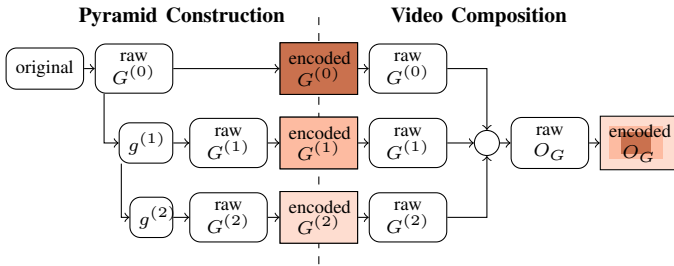 Pyramid Construction
Video Composition
original
raw
G^(0)
encoded
G^(0)
raw
G^(0)
g^(1)
raw
G^(1)
encoded
G^(1)
raw
G^(1)
raw
O_G
encoded
O_G
g^(2)
raw
G^(2)
encoded
G^(2)
raw
G^(2)